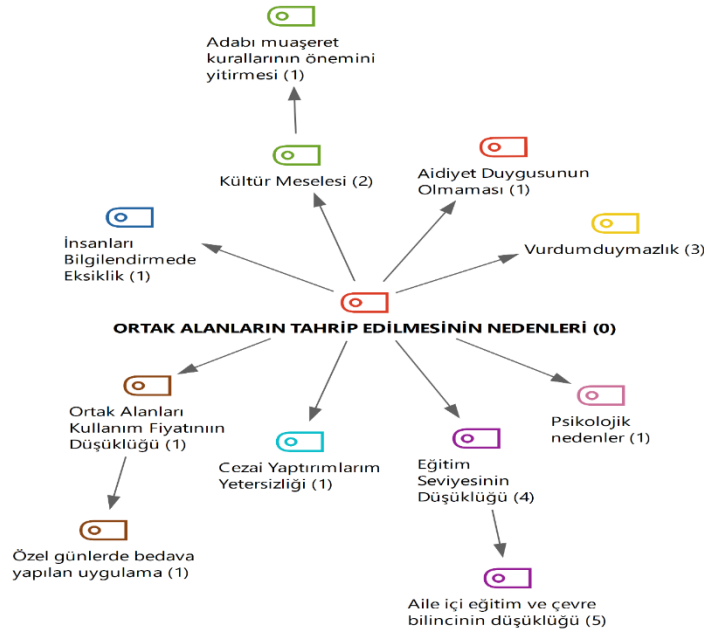 Adabı muaşeret
kurallarının önemini
yitirmesi (1)
Kültür Meselesi (2)
Aidiyet Duygusunun
Olmaması (1)
İnsanları
Bilgilendirmede
Eksiklik (1)
Vurdumduymazlık (3)
ORTAK ALANLARIN TAHRİP EDİLMESİNİN NEDENLERİ (0)
Ortak Alanları
Kullanım Fiyatının
Düşüklüğü (1)
Cezai Yaptırımlarım
Yetersizliği (1)
Eğitim
Seviyesinin
Düşüklüğü (4)
Psikolojik
nedenler (1)
Özel günlerde bedava
yapılan uygulama (1)
Aile içi eğitim ve çevre
bilincinin düşüklüğü (5)